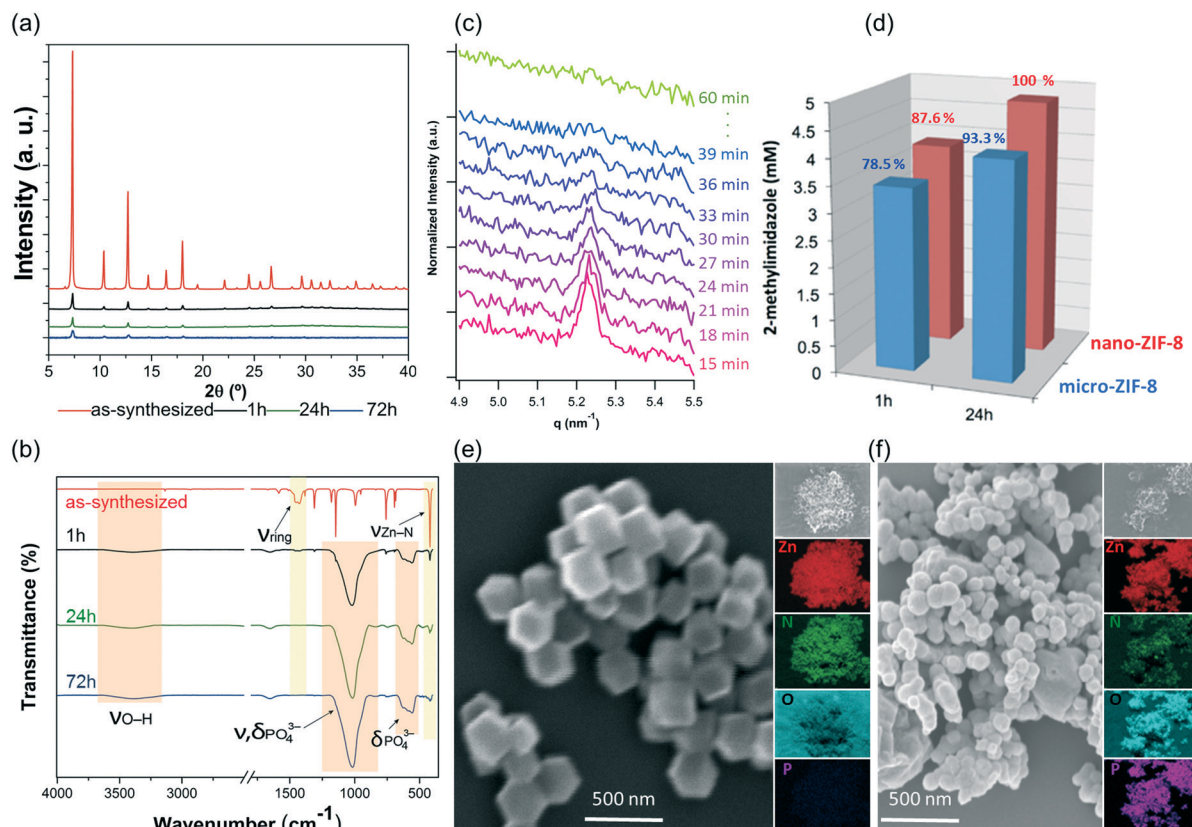 (a)
Intensity (a. u.)
5 10 15 20 25 30 35 40
2θ (º)
as-synthesized 1h 24h 72h
(c)
Normalized Intensity (a.u.)
60 min
39 min
36 min
33 min
30 min
27 min
24 min
21 min
18 min
15 min
4.9 5.0 5.1 5.2 5.3 5.4 5.5
q (nm⁻¹)
(d)
2-methylimidazole (mM)
5
4.5
4
3.5
3
2.5
2
1.5
1
0.5
0
78.5 %
87.6 %
93.3 %
100 %
1h
24h
nano-ZIF-8
micro-ZIF-8
(b)
Transmittance (%)
as-synthesized
1h
24h
72h
νring
νZn–N
νO–H
ν,δPO₄³⁻
δPO₄³⁻
4000 3000 1500 1000 500
Wavenumber (cm⁻¹)
(e)
500 nm
Zn
N
O
P
(f)
500 nm
Zn
N
O
P